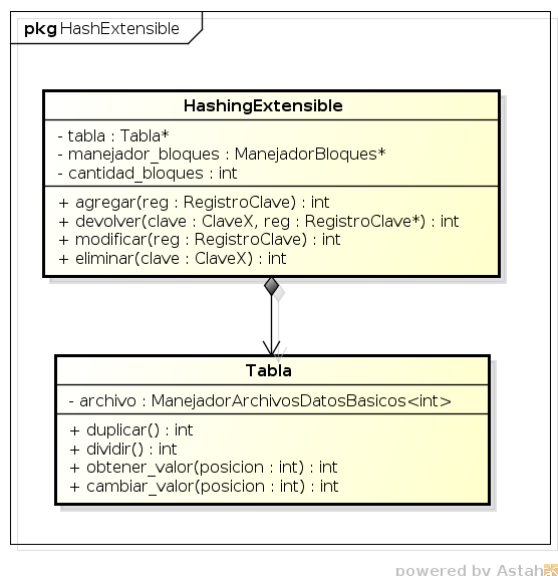 pkg HashExtensible
HashingExtensible
- tabla : Tabla*
- manejador_bloques : ManejadorBloques*
- cantidad_bloques : int
+ agregar(reg : RegistroClave) : int
+ devolver(clave : ClaveX, reg : RegistroClave*) : int
+ modificar(reg : RegistroClave) : int
+ eliminar(clave : ClaveX) : int
Tabla
- archivo : ManejadorArchivosDatosBasicos<int>
+ duplicar() : int
+ dividir() : int
+ obtener_valor(posicion : int) : int
+ cambiar_valor(posicion : int) : int
powered by Astah